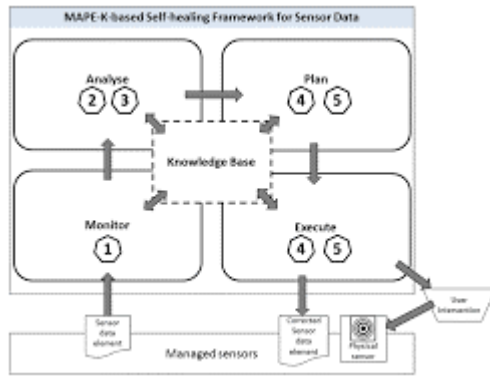 MAPE-K-based Self-healing Framework for Sensor Data
Analyse
2 3
Plan
4 5
Knowledge Base
Monitor
1
Execute
4 5
User
Intervention
Sensor
data
element
Corrected
Sensor
data
element
Physical
sensor
Managed sensors